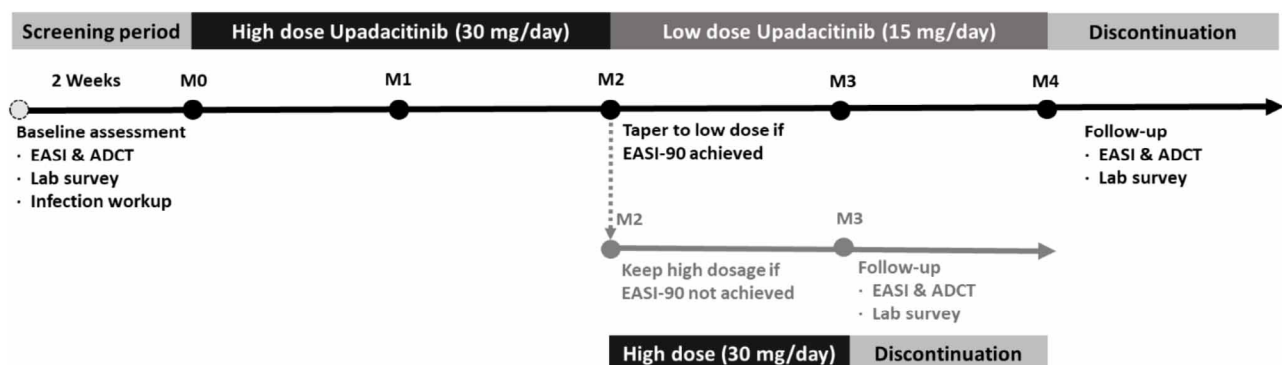 Screening period High dose Upadacitinib (30 mg/day) Low dose Upadacitinib (15 mg/day) Discontinuation
2 Weeks M0 M1 M2 M3 M4
Baseline assessment
· EASI & ADCT
· Lab survey
· Infection workup
Taper to low dose if
EASI-90 achieved
Follow-up
· EASI & ADCT
· Lab survey
M2 M3
Keep high dosage if
EASI-90 not achieved
Follow-up
· EASI & ADCT
· Lab survey
High dose (30 mg/day) Discontinuation